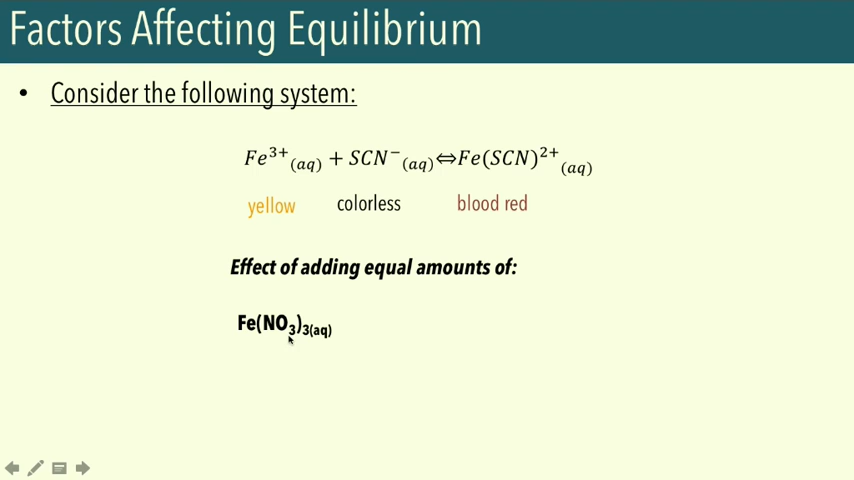 Factors Affecting Equilibrium
• Consider the following system:
Fe³⁺₍aq₎ + SCN⁻₍aq₎⇔Fe(SCN)²⁺₍aq₎
yellow colorless blood red
Effect of adding equal amounts of:
Fe(NO₃)₃₍aq₎